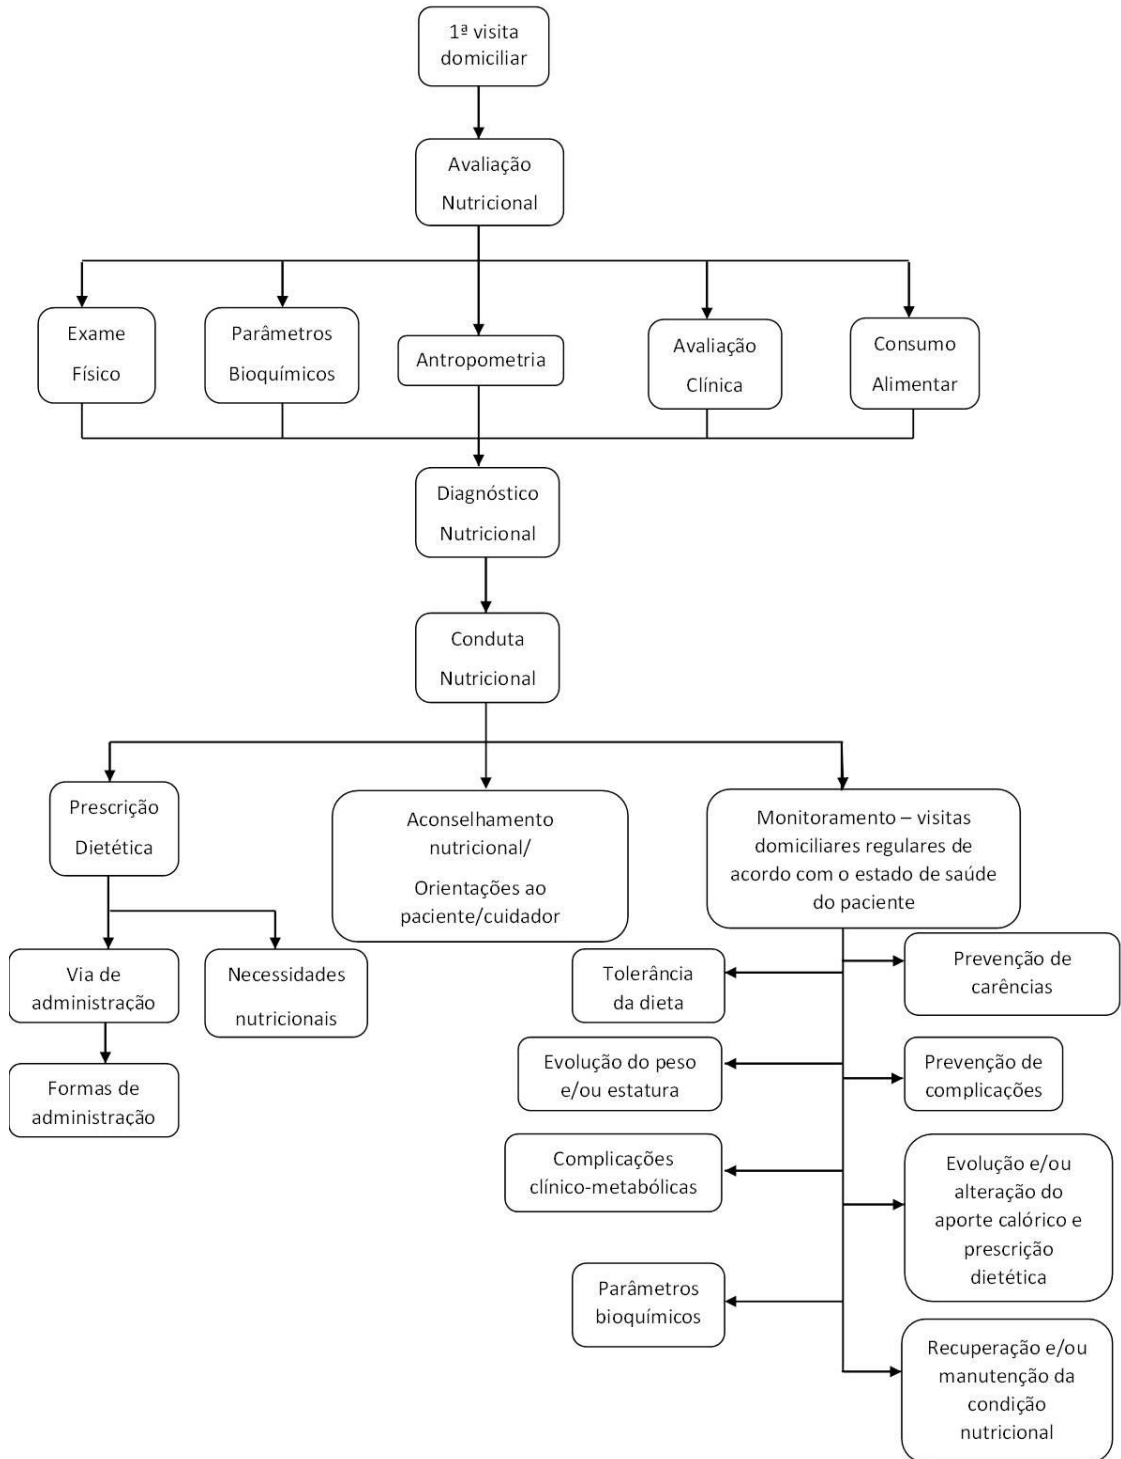 1ª visita
domiciliar
Avaliação
Nutricional
Exame
Físico
Parâmetros
Bioquímicos
Antropometria
Avaliação
Clínica
Consumo
Alimentar
Diagnóstico
Nutricional
Conduta
Nutricional
Prescrição
Dietética
Aconselhamento
nutricional/
Orientações ao
paciente/cuidador
Monitoramento – visitas
domiciliares regulares de
acordo com o estado de saúde
do paciente
Via de
administração
Necessidades
nutricionais
Formas de
administração
Tolerância
da dieta
Prevenção de
carências
Evolução do peso
e/ou estatura
Prevenção de
complicações
Complicações
clínico-metabólicas
Evolução e/ou
alteração do
aporte calórico e
prescrição
dietética
Parâmetros
bioquímicos
Recuperação e/ou
manutenção da
condição
nutricional